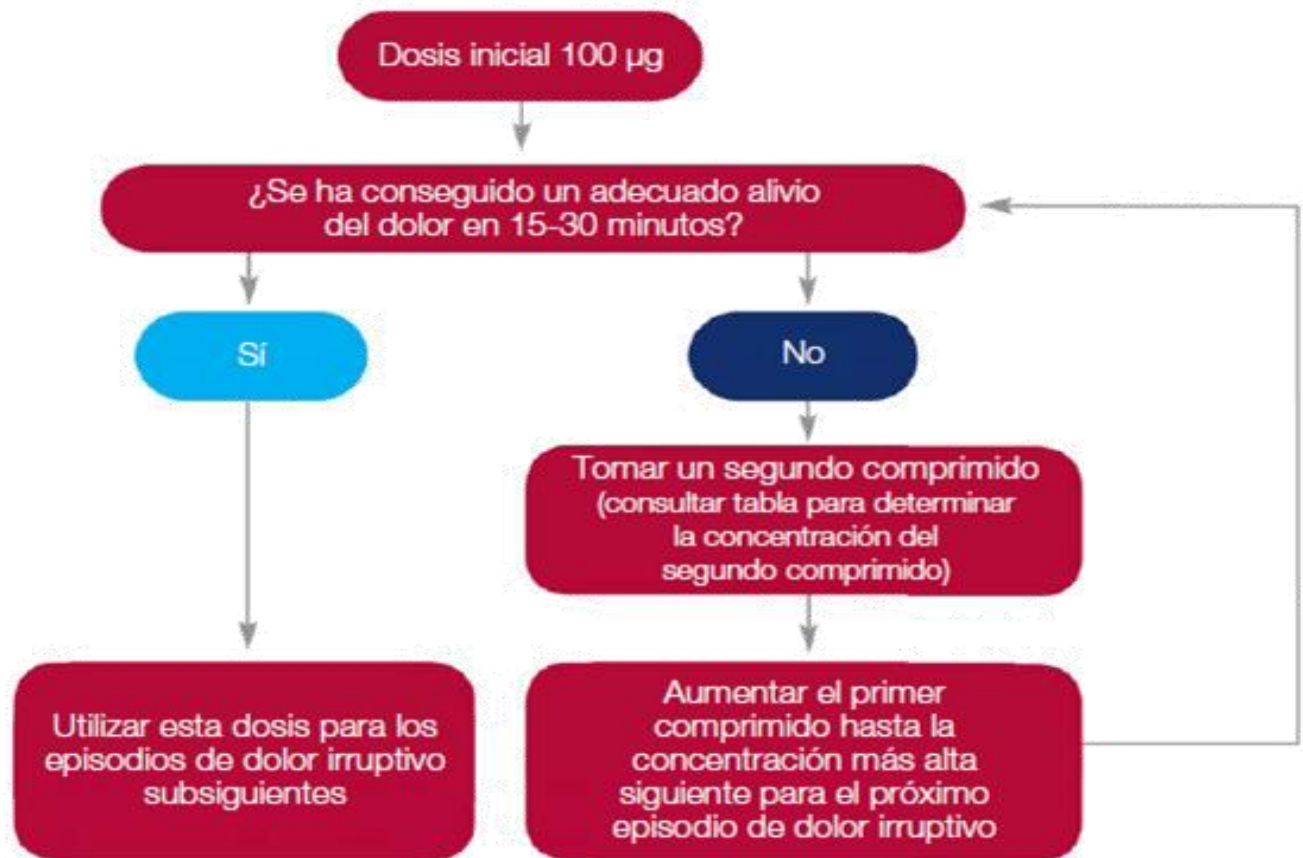 Dosis inicial 100 µg
¿Se ha conseguido un adecuado alivio
del dolor en 15-30 minutos?
Sí
No
Tomar un segundo comprimido
(consultar tabla para determinar
la concentración del
segundo comprimido)
Utilizar esta dosis para los
episodios de dolor irruptivo
subsiguientes
Aumentar el primer
comprimido hasta la
concentración más alta
siguiente para el próximo
episodio de dolor irruptivo